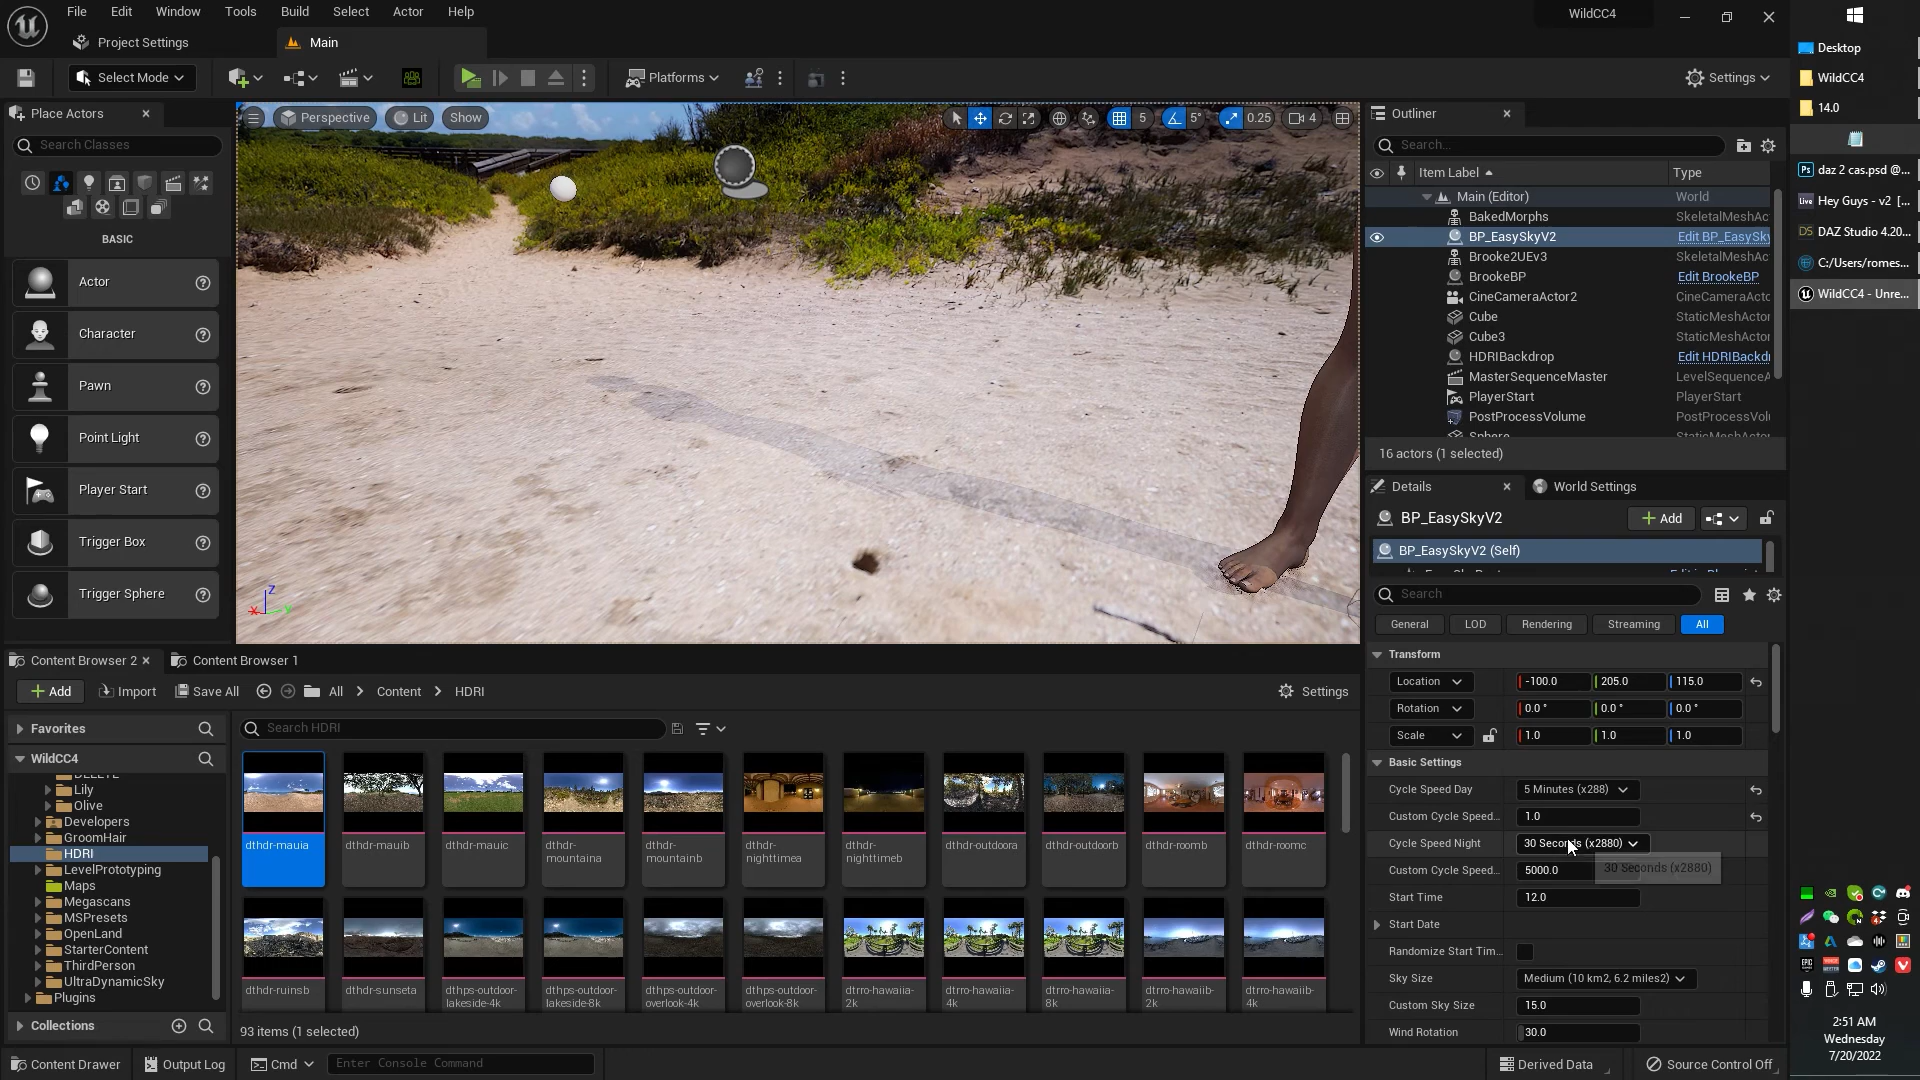 File Edit Window Tools Build Select Actor Help
WildCC4
Project Settings
Main
Select Mode
Platforms
Settings
Place Actors
Search Classes
BASIC
Actor
Character
Pawn
Point Light
Player Start
Trigger Box
Trigger Sphere
Perspective Lit Show
5 5° 0.25 4
X Z Y
Outliner
Search...
Item Label Type
Main (Editor) World
BakedMorphs SkeletalMeshAc
BP_EasySkyV2 Edit BP_EasySky
Brooke2UEv3 SkeletalMeshAc
BrookeBP Edit BrookeBP
CineCameraActor2 CineCameraActo
Cube StaticMeshActor
Cube3 StaticMeshActor
HDRIBackdrop Edit HDRIBackd
MasterSequenceMaster LevelSequenceA
PlayerStart PlayerStart
PostProcessVolume PostProcessVol
Sphere StaticMeshActor
16 actors (1 selected)
Details
World Settings
BP_EasySkyV2
Add
BP_EasySkyV2 (Self)
Search
General LOD Rendering Streaming All
Transform
Location -100.0 205.0 115.0
Rotation 0.0 ° 0.0 ° 0.0 °
Scale 1.0 1.0 1.0
Basic Settings
Cycle Speed Day 5 Minutes (x288)
Custom Cycle Speed... 1.0
Cycle Speed Night 30 Seconds (x2880)
30 Seconds (x2880)
Custom Cycle Speed... 5000.0
Start Time 12.0
Start Date
Randomize Start Tim...
Sky Size Medium (10 km2, 6.2 miles2)
Custom Sky Size 15.0
Wind Rotation 30.0
Content Browser 2
Content Browser 1
Add Import Save All All Content HDRI
Settings
Favorites
WildCC4
DELETE
Lily
Olive
Developers
GroomHair
HDRI
LevelPrototyping
Maps
Megascans
MSPresets
OpenLand
StarterContent
ThirdPerson
UltraDynamicSky
Plugins
Collections
Search HDRI
dthdr-mauia
dthdr-mauib
dthdr-mauic
dthdr-
mountaina
dthdr-
mountainb
dthdr-
nighttimea
dthdr-
nighttimeb
dthdr-outdoora
dthdr-outdoorb
dthdr-roomb
dthdr-roomc
dthdr-ruinsb
dthdr-sunseta
dthps-outdoor-
lakeside-4k
dthps-outdoor-
lakeside-8k
dthps-outdoor-
overlook-4k
dthps-outdoor-
overlook-8k
dtrro-hawaiia-
2k
dtrro-hawaiia-
4k
dtrro-hawaiia-
8k
dtrro-hawaiib-
2k
dtrro-hawaiib-
4k
93 items (1 selected)
Content Drawer Output Log Cmd Enter Console Command
Derived Data Source Control Off
Desktop
WildCC4
14.0
Ps daz 2 cas.psd @...
Live Hey Guys - v2 [...
DS DAZ Studio 4.20...
C:/Users/romes...
WildCC4 - Unre...
2:51 AM
Wednesday
7/20/2022